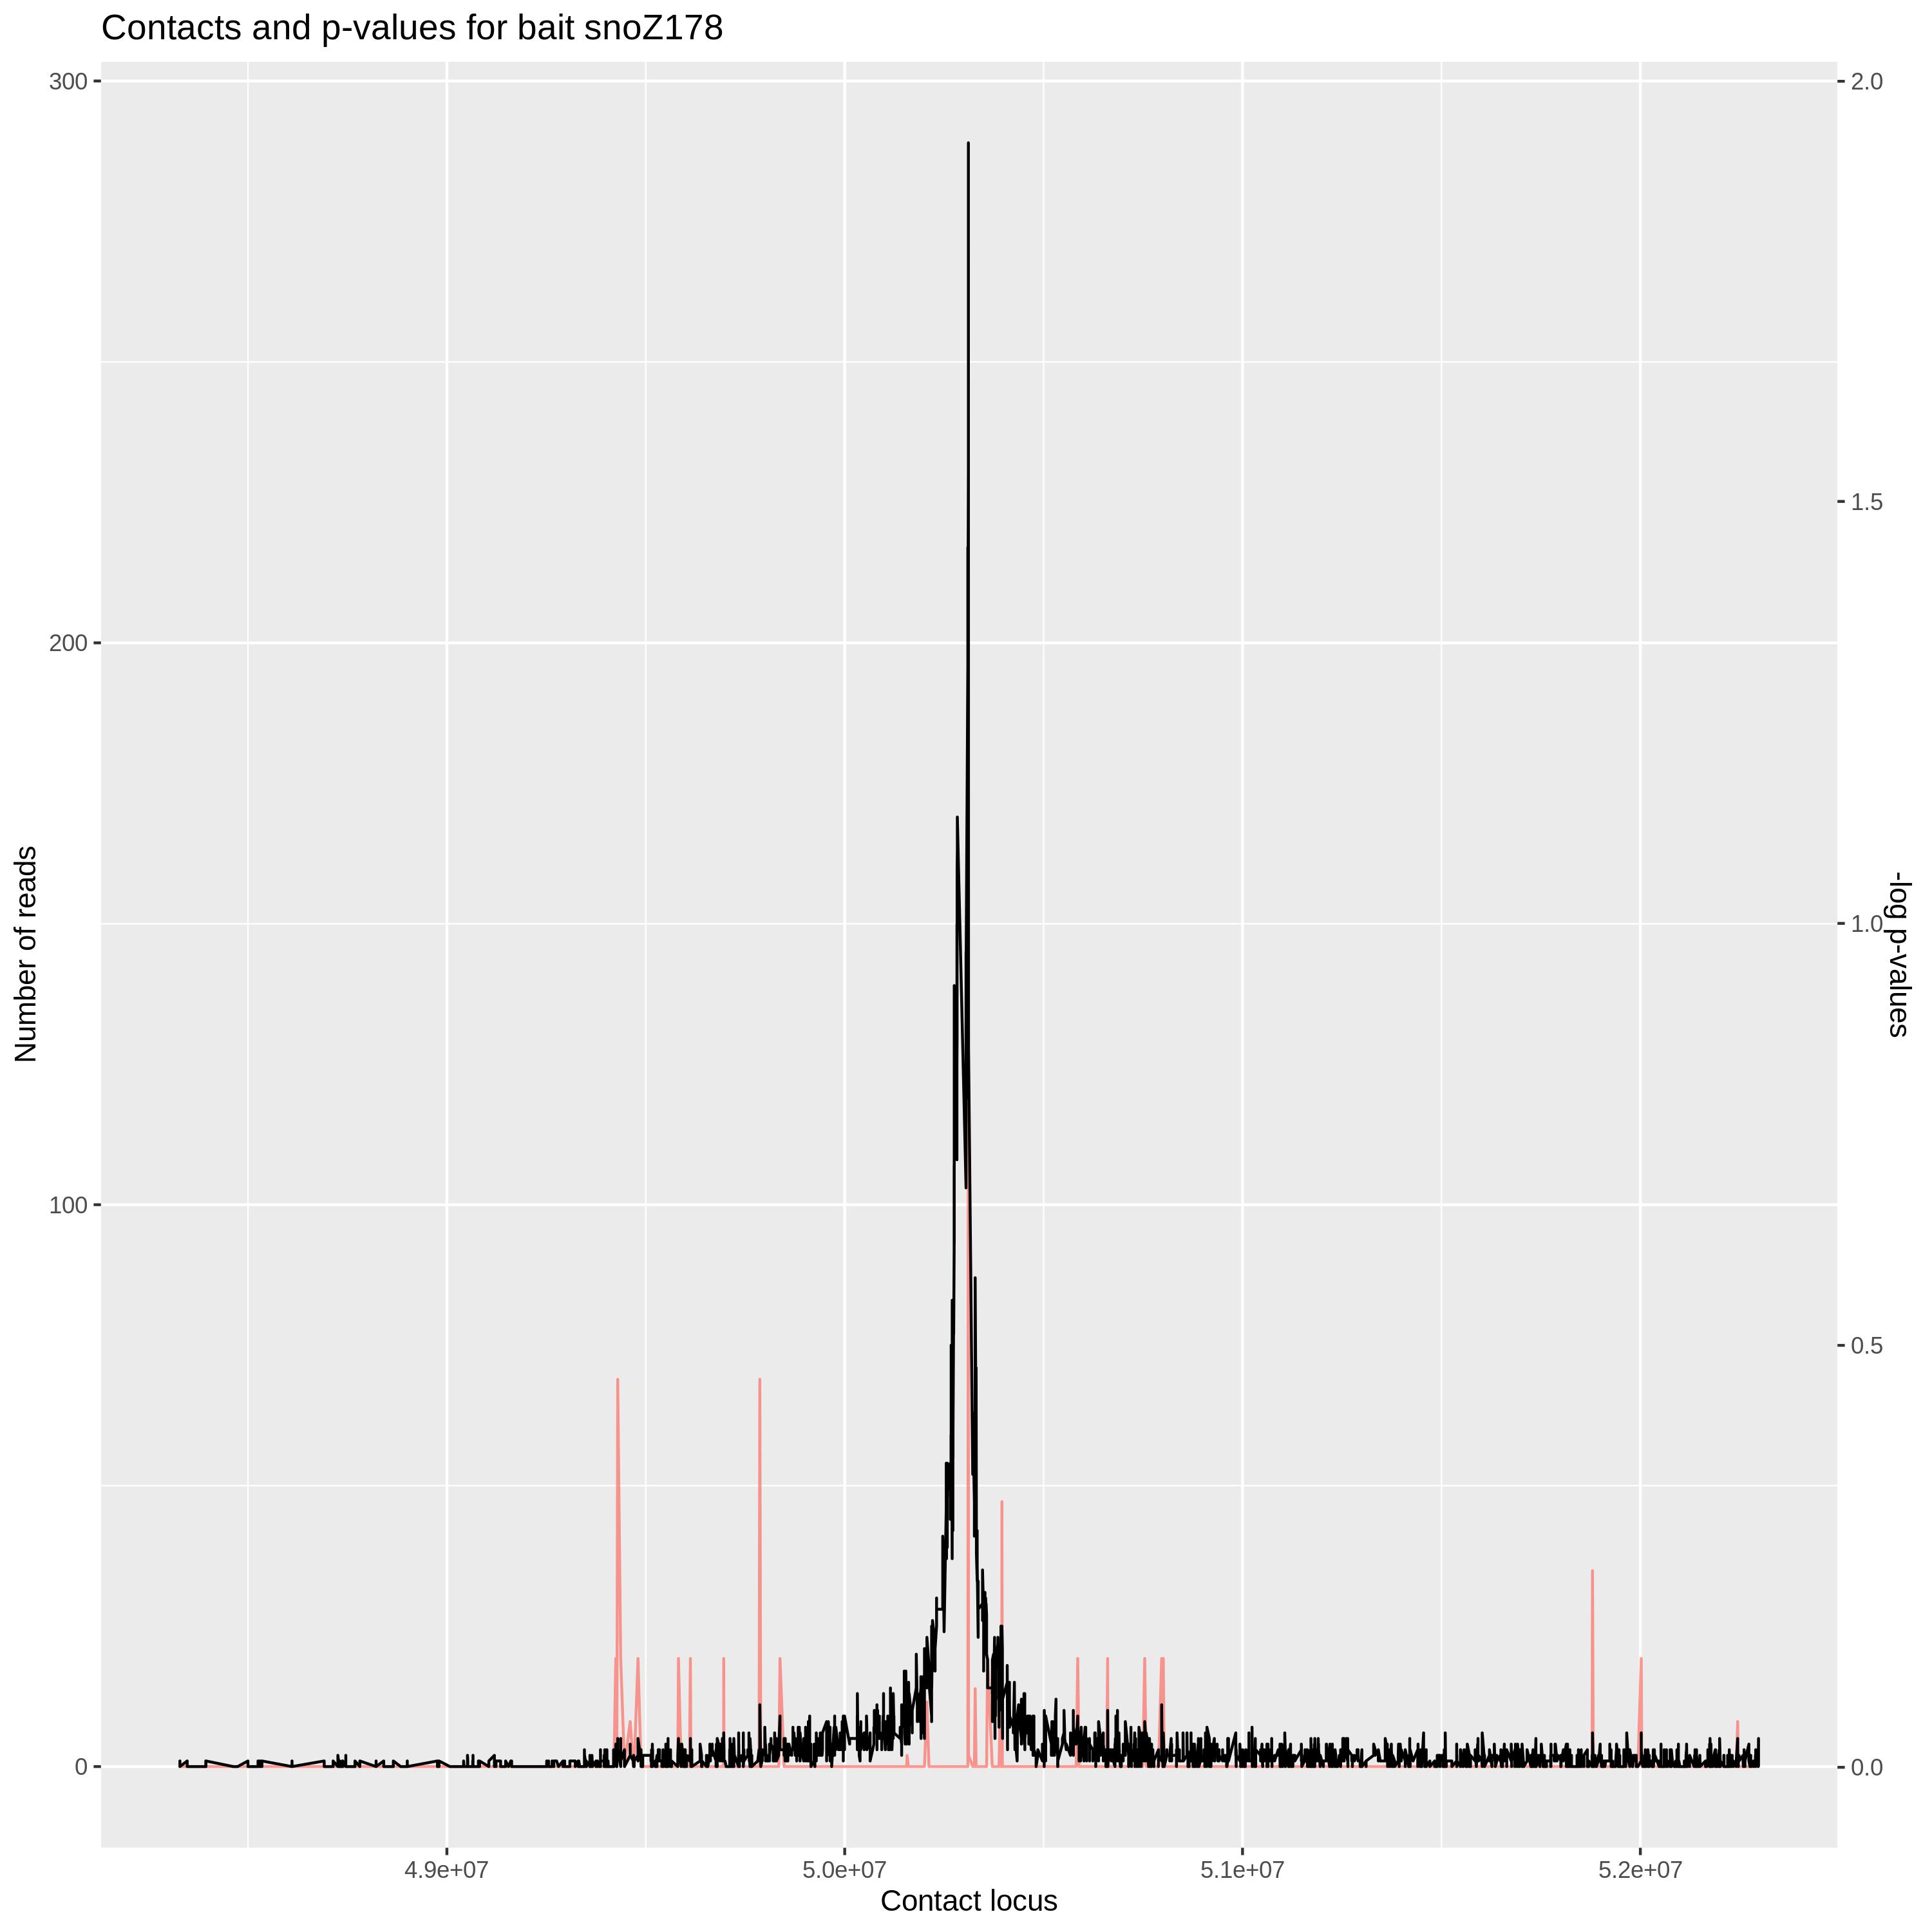 Contacts and p-values for bait snoZ178
300
200
100
0
Number of reads
2.0
1.5
1.0
0.5
0.0
-log p-values
4.9e+07
5.0e+07
5.1e+07
5.2e+07
Contact locus